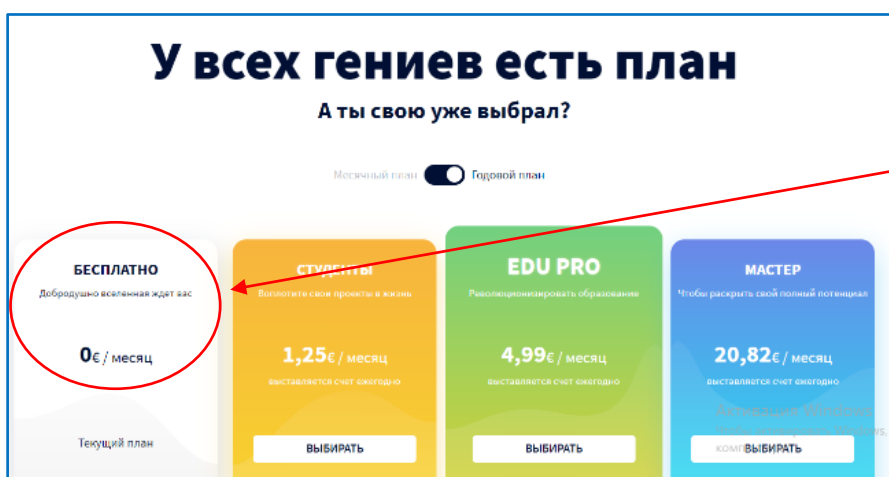 У всех гениев есть план
А ты свою уже выбрал?
Месячный план Годовой план
БЕСПЛАТНО
Добродушно вселенная ждет вас
0€ / месяц
Текущий план
СТУДЕНТЫ
Воплотите свои проекты в жизнь
1,25€ / месяц
выставляется счет ежегодно
ВЫБИРАТЬ
EDU PRO
Революционизировать образование
4,99€ / месяц
выставляется счет ежегодно
ВЫБИРАТЬ
МАСТЕР
Чтобы раскрыть свой полный потенциал
20,82€ / месяц
выставляется счет ежегодно
Активация Windows
ВЫБИРАТЬ